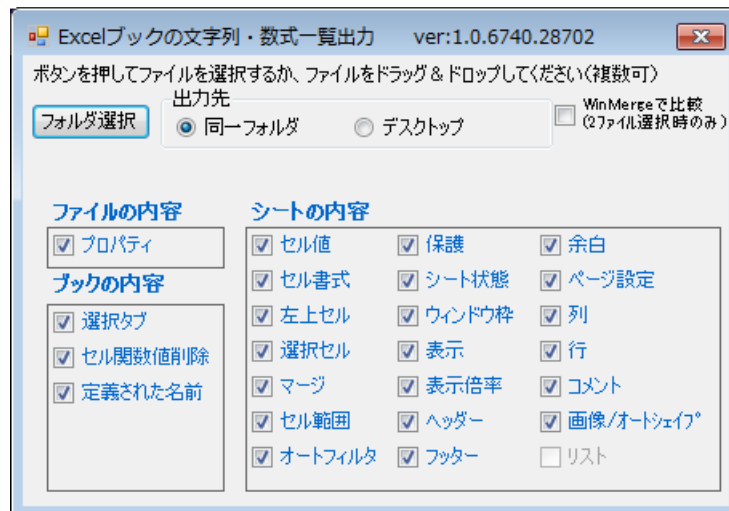 Excelブックの文字列・数式一覧出力 ver:1.0.6740.28702
ボタンを押してファイルを選択するか、ファイルをドラッグ＆ドロップしてください(複数可)
フォルダ選択
出力先
同一フォルダ デスクトップ
WinMergeで比較
(2ファイル選択時のみ)
ファイルの内容
プロパティ
ブックの内容
選択タブ
セル関数値削除
定義された名前
シートの内容
セル値 保護 余白
セル書式 シート状態 ページ設定
左上セル ウィンドウ枠 列
選択セル 表示 行
マージ 表示倍率 コメント
セル範囲 ヘッダー 画像/オートシェイプ
オートフィルタ フッター リスト